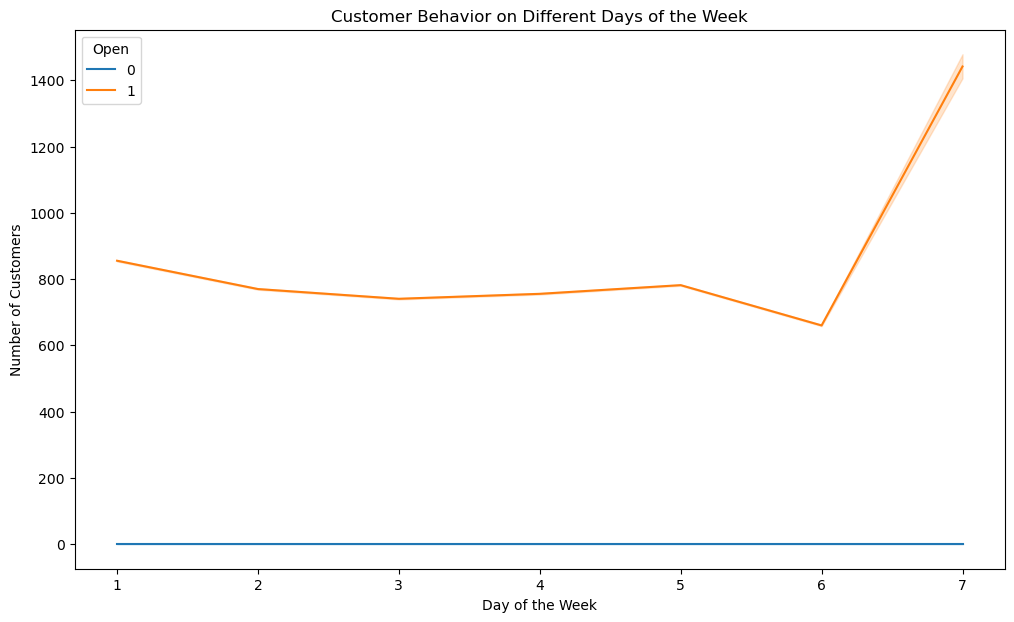 Customer Behavior on Different Days of the Week
Open
0
1
Number of Customers
1400
1200
1000
800
600
400
200
0
1 2 3 4 5 6 7
Day of the Week